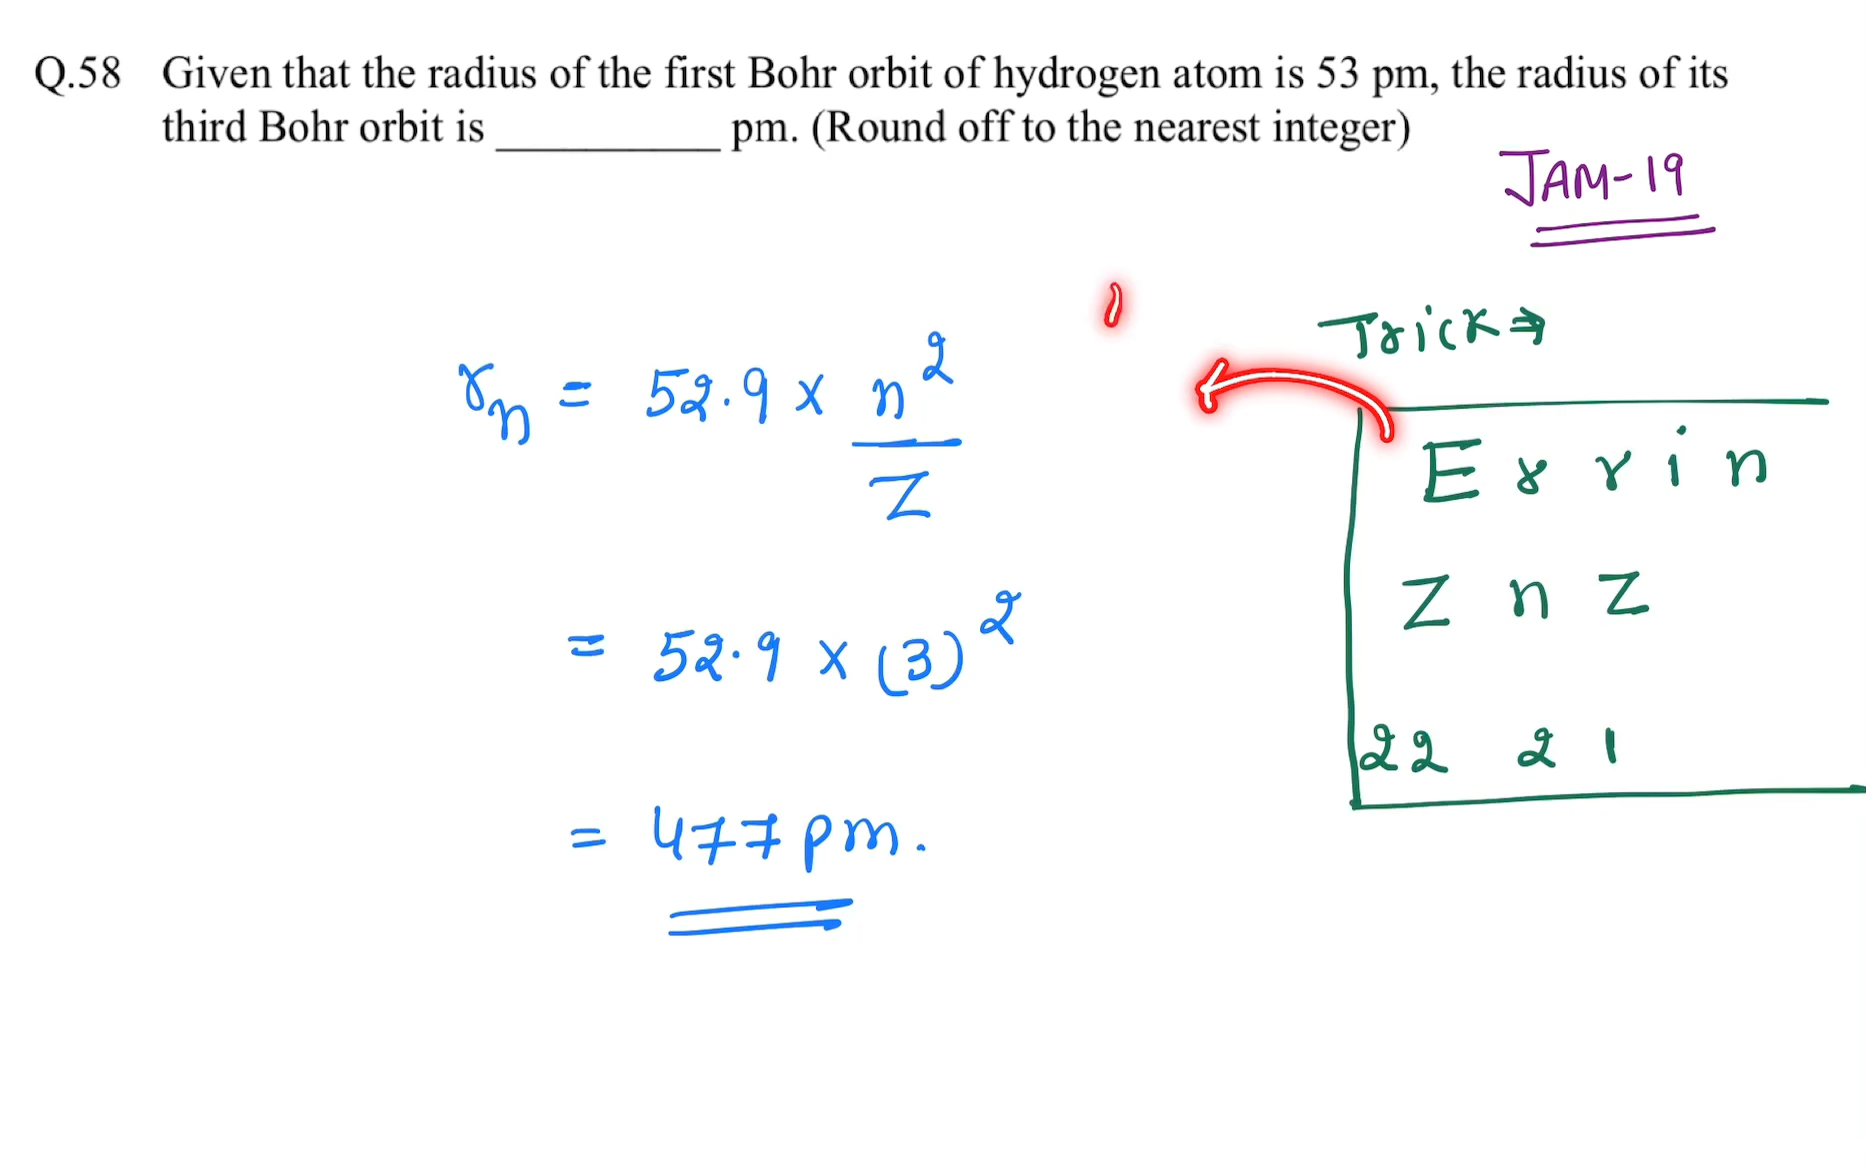 Q.58 Given that the radius of the first Bohr orbit of hydrogen atom is 53 pm, the radius of its
third Bohr orbit is __________ pm. (Round off to the nearest integer)
JAM-19
Trick ⇒
rₙ = 52.9 × n²
Z
E r r i n
= 52.9 × (3)²
Z n Z
22 2 1
= 477 pm.